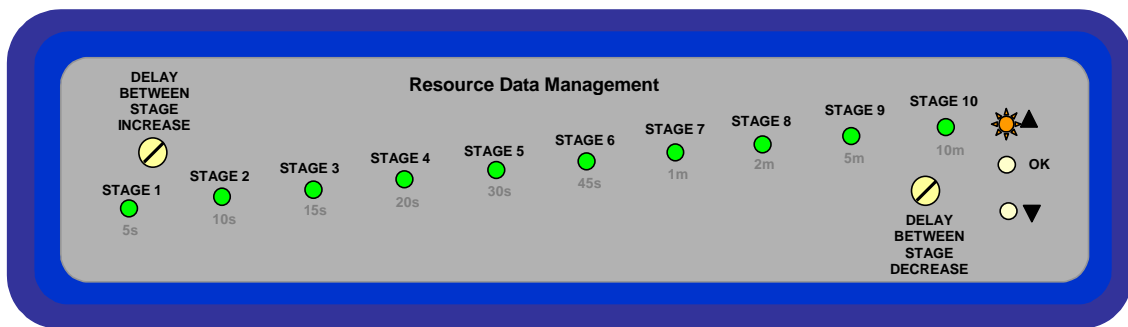 DELAY
BETWEEN
STAGE
INCREASE
Resource Data Management
STAGE 1
5s
STAGE 2
10s
STAGE 3
15s
STAGE 4
20s
STAGE 5
30s
STAGE 6
45s
STAGE 7
1m
STAGE 8
2m
STAGE 9
5m
STAGE 10
10m
OK
DELAY
BETWEEN
STAGE
DECREASE